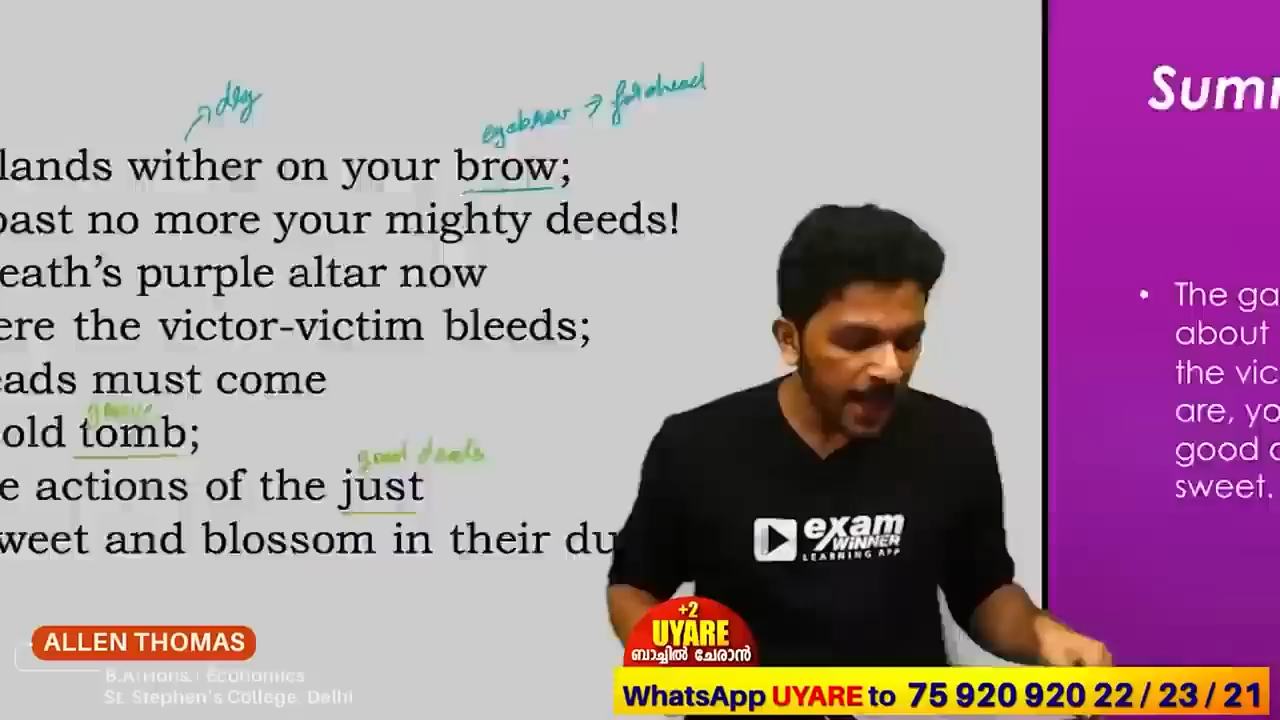 dry
eyebrow → forehead
lands wither on your brow;
past no more your mighty deeds!
eath's purple altar now
ere the victor-victim bleeds;
eads must come
grave
old tomb;
good deeds
e actions of the just
weet and blossom in their du
Summ
• The ga
about
the vic
are, yo
good d
sweet.
exam
WINNER
LEARNING APP
ALLEN THOMAS
B.A(Hons.) Economics
St. Stephen's College, Delhi
+2
UYARE
ബാച്ചിൽ ചേരാൻ
WhatsApp UYARE to 75 920 920 22 / 23 / 21